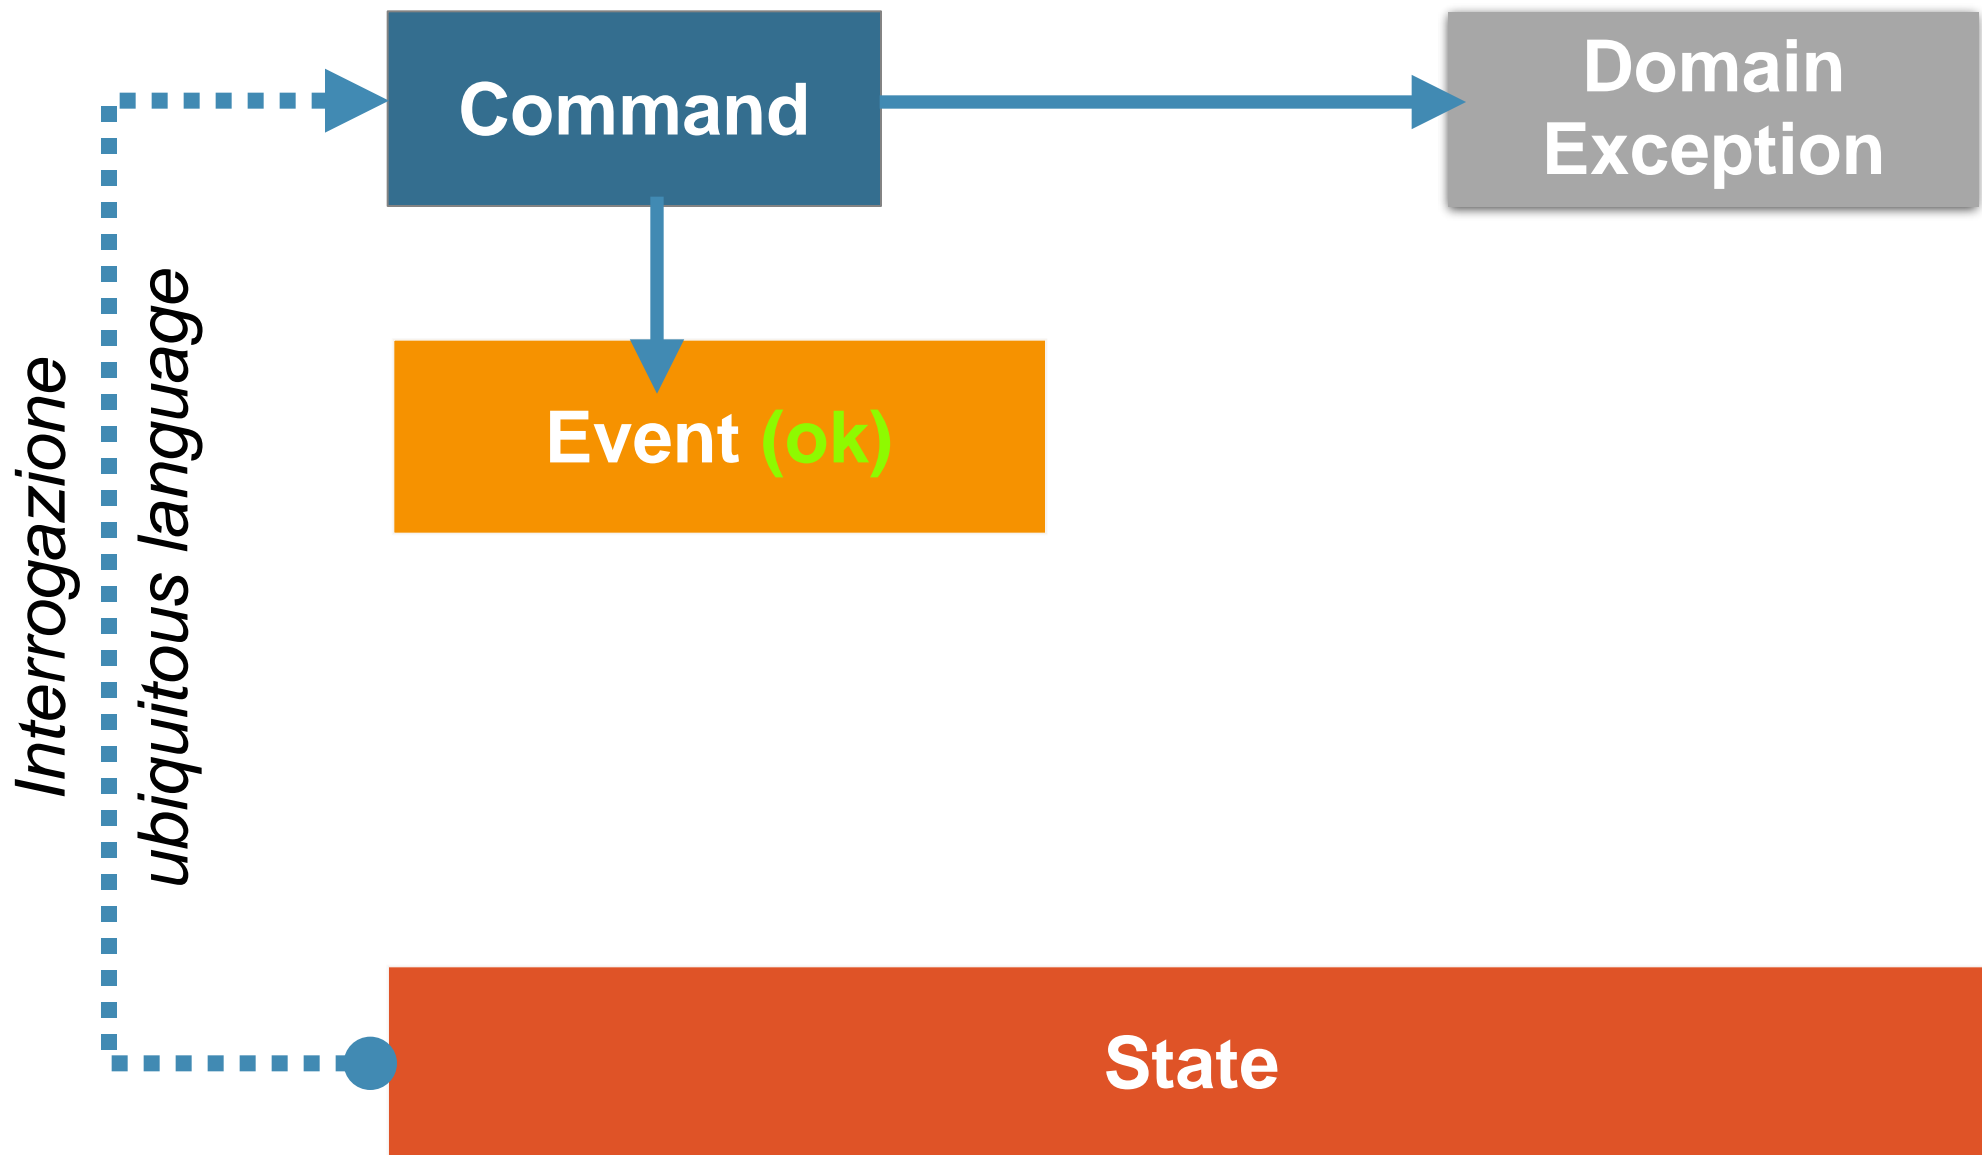 Command
Domain
Exception
Interrogazione
ubiquitous language
Event (ok)
State